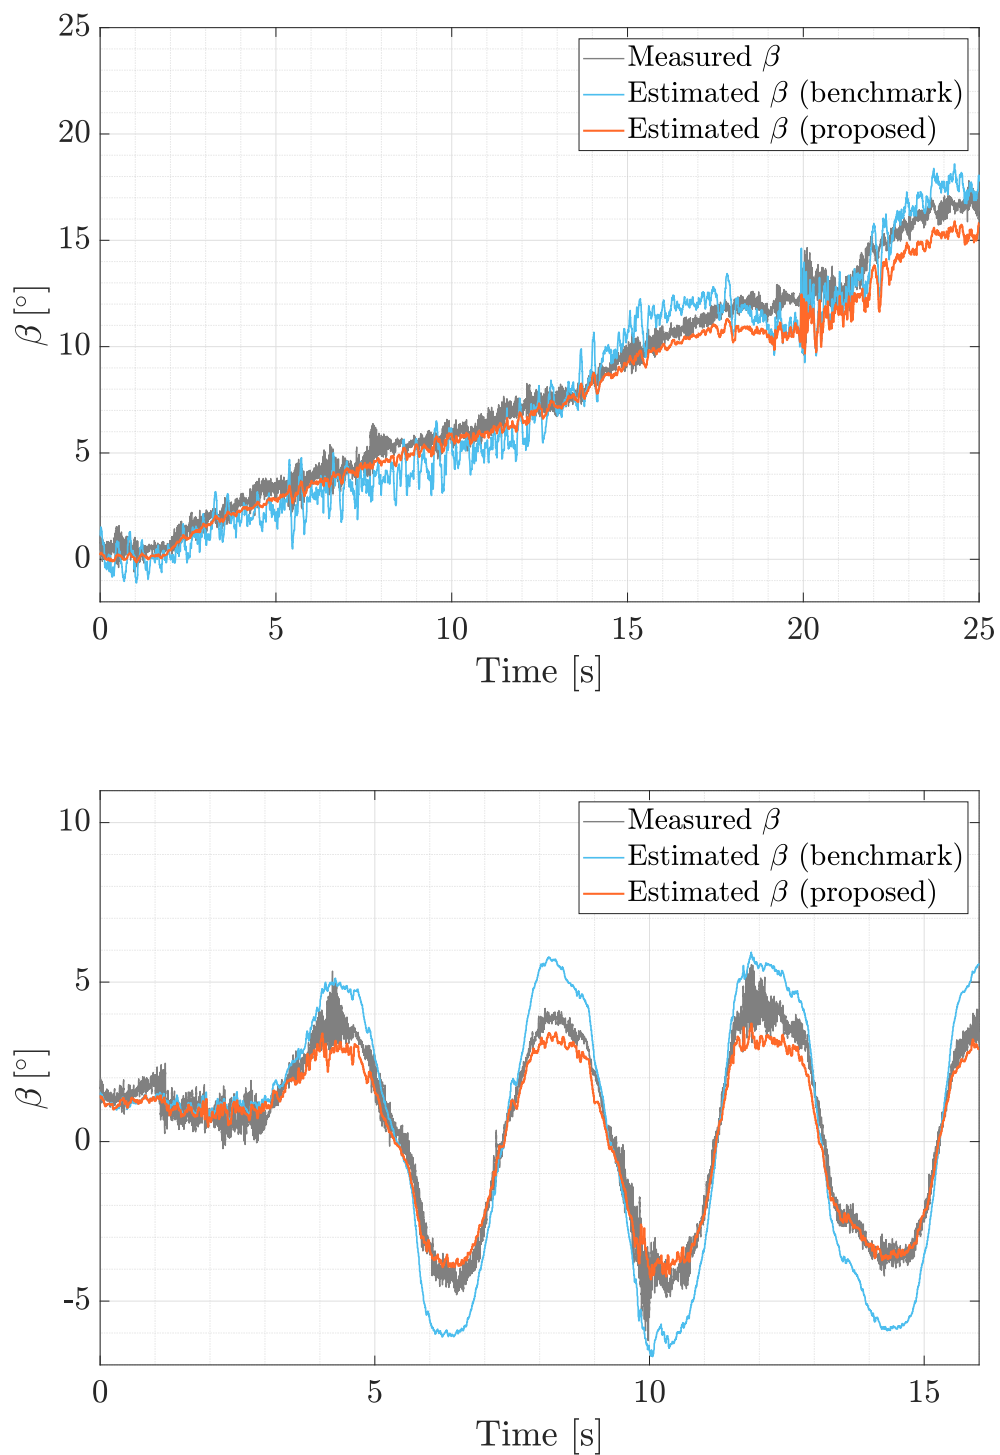 25
20
15
10
5
0
β [°]
Measured β
Estimated β (benchmark)
Estimated β (proposed)
0 5 10 15 20 25
Time [s]
10
5
0
-5
β [°]
Measured β
Estimated β (benchmark)
Estimated β (proposed)
0 5 10 15
Time [s]